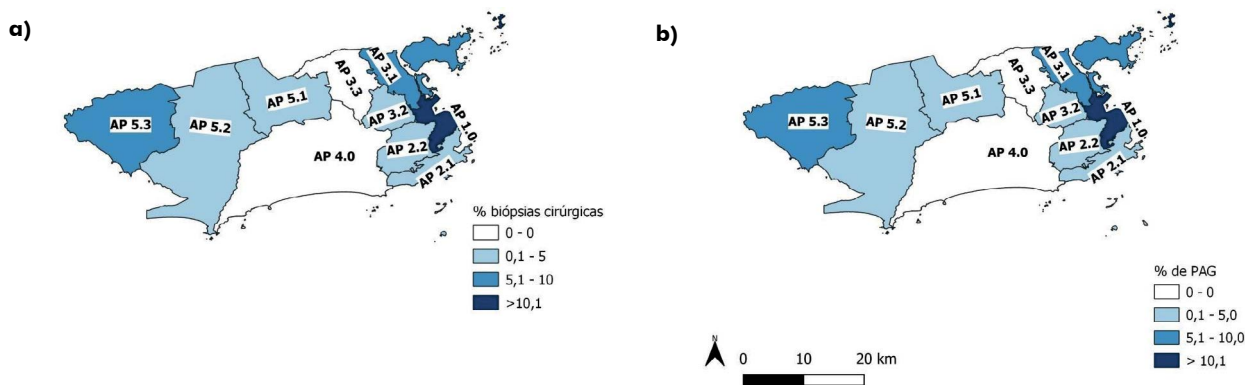 a)
AP 5.3
AP 5.2
AP 5.1
AP 3.3
AP 3.1
AP 3.2
AP 1.0
AP 2.2
AP 2.1
AP 4.0
% biópsias cirúrgicas
0 - 0
0,1 - 5
5,1 - 10
>10,1
b)
AP 5.3
AP 5.2
AP 5.1
AP 3.3
AP 3.1
AP 3.2
AP 1.0
AP 2.2
AP 2.1
AP 4.0
% de PAG
0 - 0
0,1 - 5,0
5,1 - 10,0
> 10,1
N
0 10 20 km